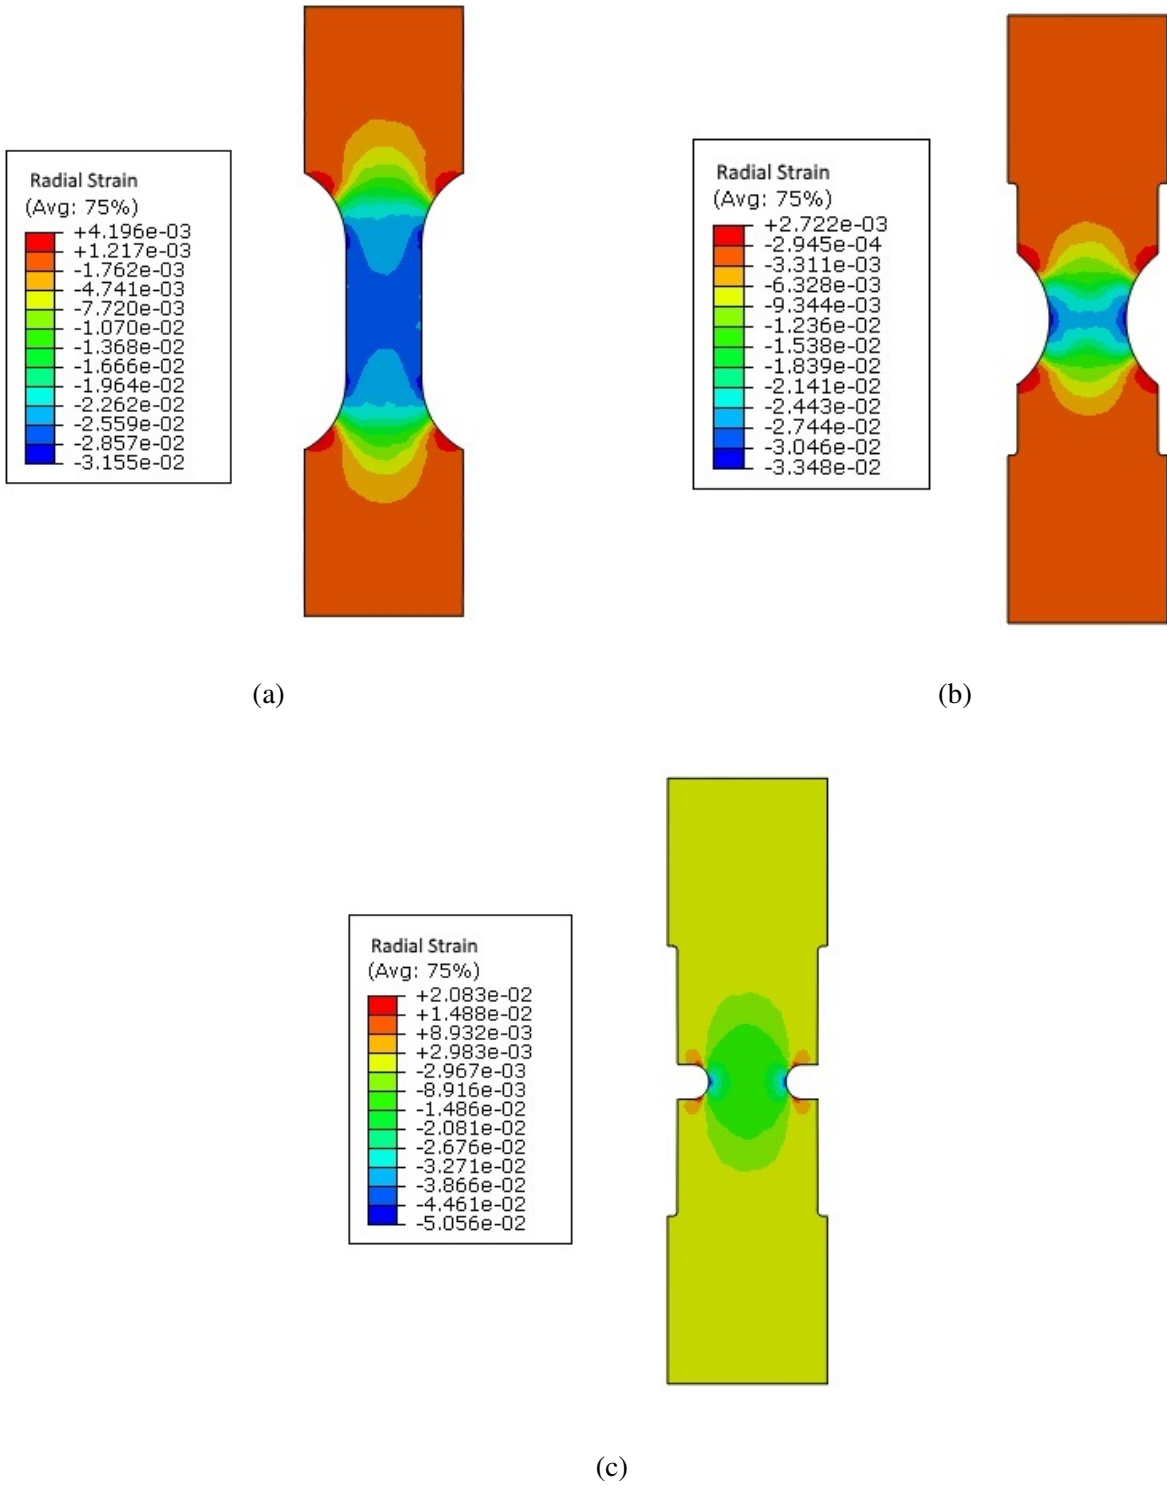 Radial Strain
(Avg: 75%)
+4.196e-03
+1.217e-03
-1.762e-03
-4.741e-03
-7.720e-03
-1.070e-02
-1.368e-02
-1.666e-02
-1.964e-02
-2.262e-02
-2.559e-02
-2.857e-02
-3.155e-02
(a)
Radial Strain
(Avg: 75%)
+2.722e-03
-2.945e-04
-3.311e-03
-6.328e-03
-9.344e-03
-1.236e-02
-1.538e-02
-1.839e-02
-2.141e-02
-2.443e-02
-2.744e-02
-3.046e-02
-3.348e-02
(b)
Radial Strain
(Avg: 75%)
+2.083e-02
+1.488e-02
+8.932e-03
+2.983e-03
-2.967e-03
-8.916e-03
-1.486e-02
-2.081e-02
-2.676e-02
-3.271e-02
-3.866e-02
-4.461e-02
-5.056e-02
(c)